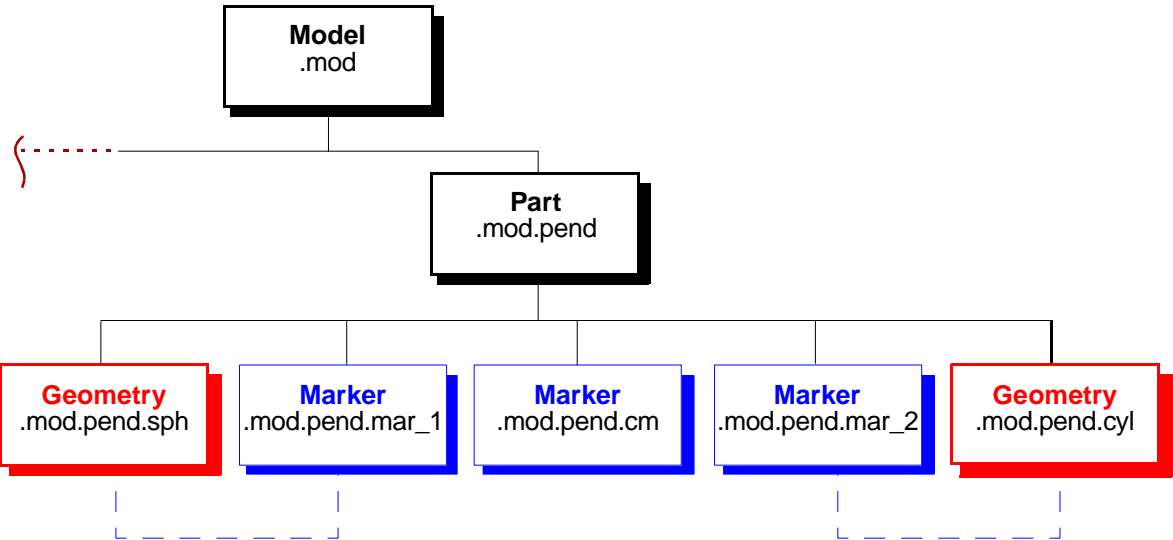 Model
.mod
Part
.mod.pend
Geometry
.mod.pend.sph
Marker
.mod.pend.mar_1
Marker
.mod.pend.cm
Marker
.mod.pend.mar_2
Geometry
.mod.pend.cyl